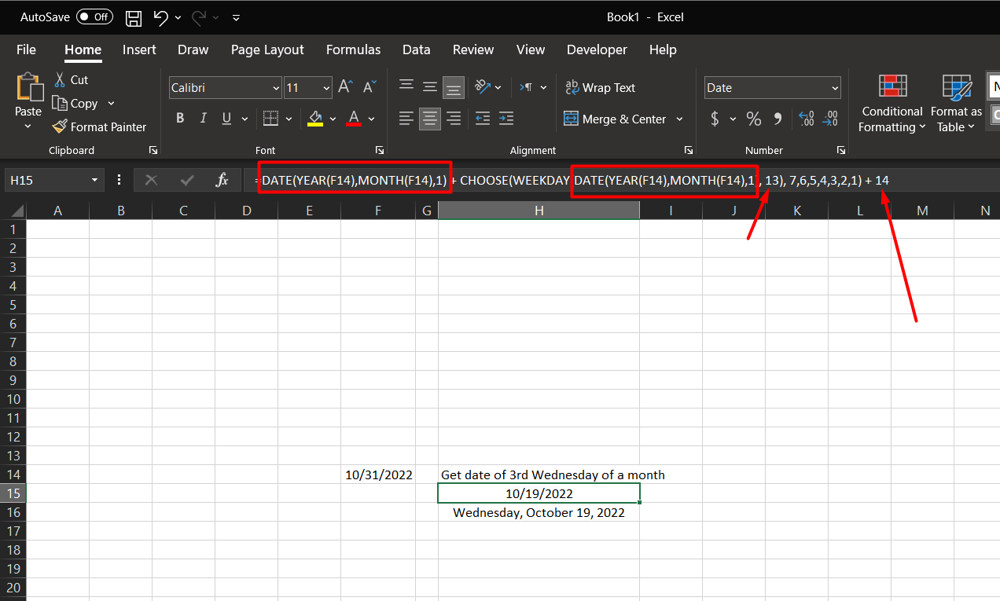 AutoSave Off Book1 - Excel
File Home Insert Draw Page Layout Formulas Data Review View Developer Help
Paste
Cut
Copy
Format Painter
Clipboard
Calibri 11
B I U A
Font
Wrap Text
Merge & Center
Alignment
Date
$ % 9 .00 .00
Number
Conditional Formatting
Format as Table
H15 fx =DATE(YEAR(F14),MONTH(F14),1) + CHOOSE(WEEKDAY(DATE(YEAR(F14),MONTH(F14),1), 13), 7,6,5,4,3,2,1) + 14
A B C D E F G H I J K L M N
1
2
3
4
5
6
7
8
9
10
11
12
13
14 10/31/2022 Get date of 3rd Wednesday of a month
15 10/19/2022
16 Wednesday, October 19, 2022
17
18
19
20